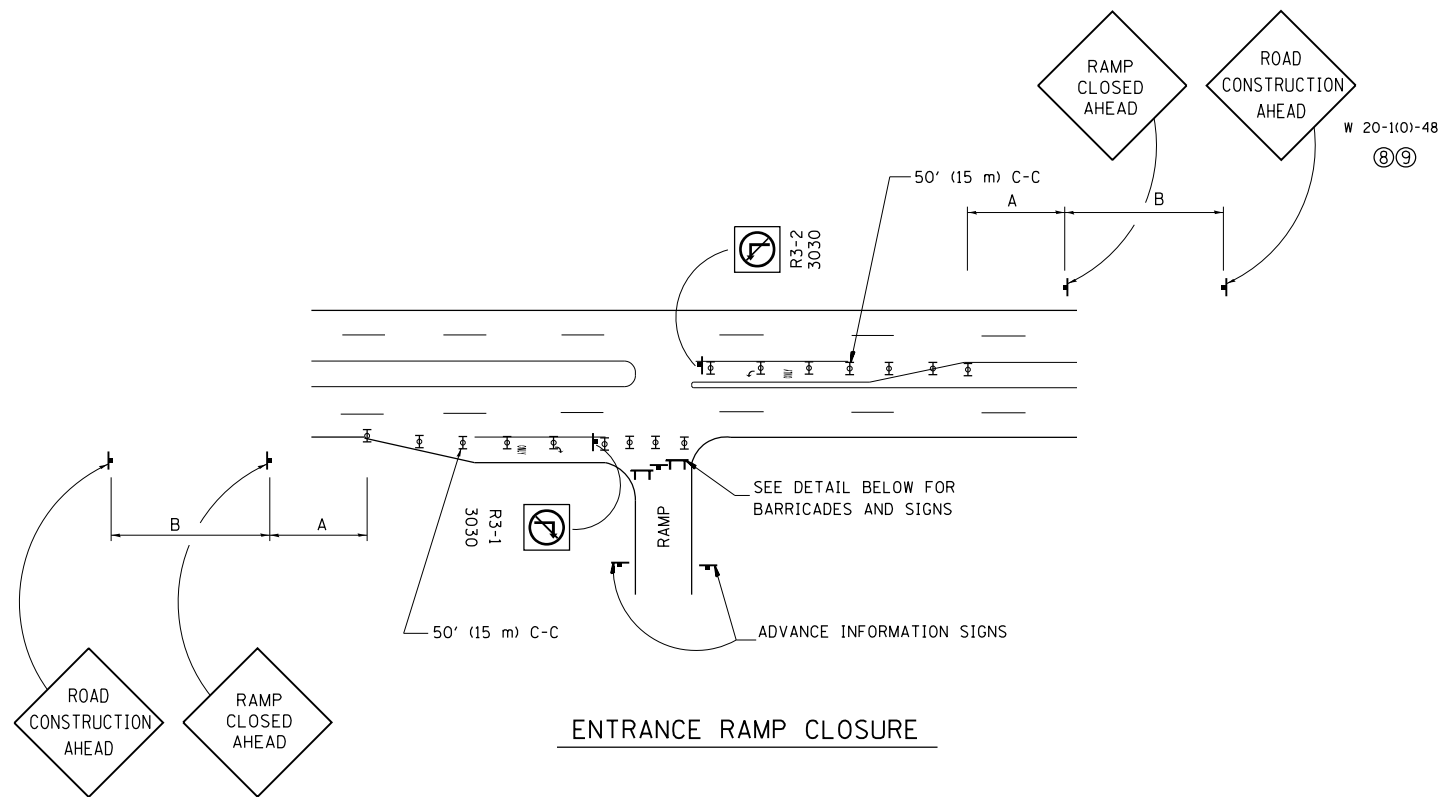 RAMP
CLOSED
AHEAD
ROAD
CONSTRUCTION
AHEAD
W 20-1(O)-48
⑧⑨
50' (15 m) C-C
A
B
R3-2
3030
ONLY
ONLY
B
A
R3-1
3030
RAMP
SEE DETAIL BELOW FOR
BARRICADES AND SIGNS
50' (15 m) C-C
ADVANCE INFORMATION SIGNS
ROAD
CONSTRUCTION
AHEAD
RAMP
CLOSED
AHEAD
ENTRANCE RAMP CLOSURE